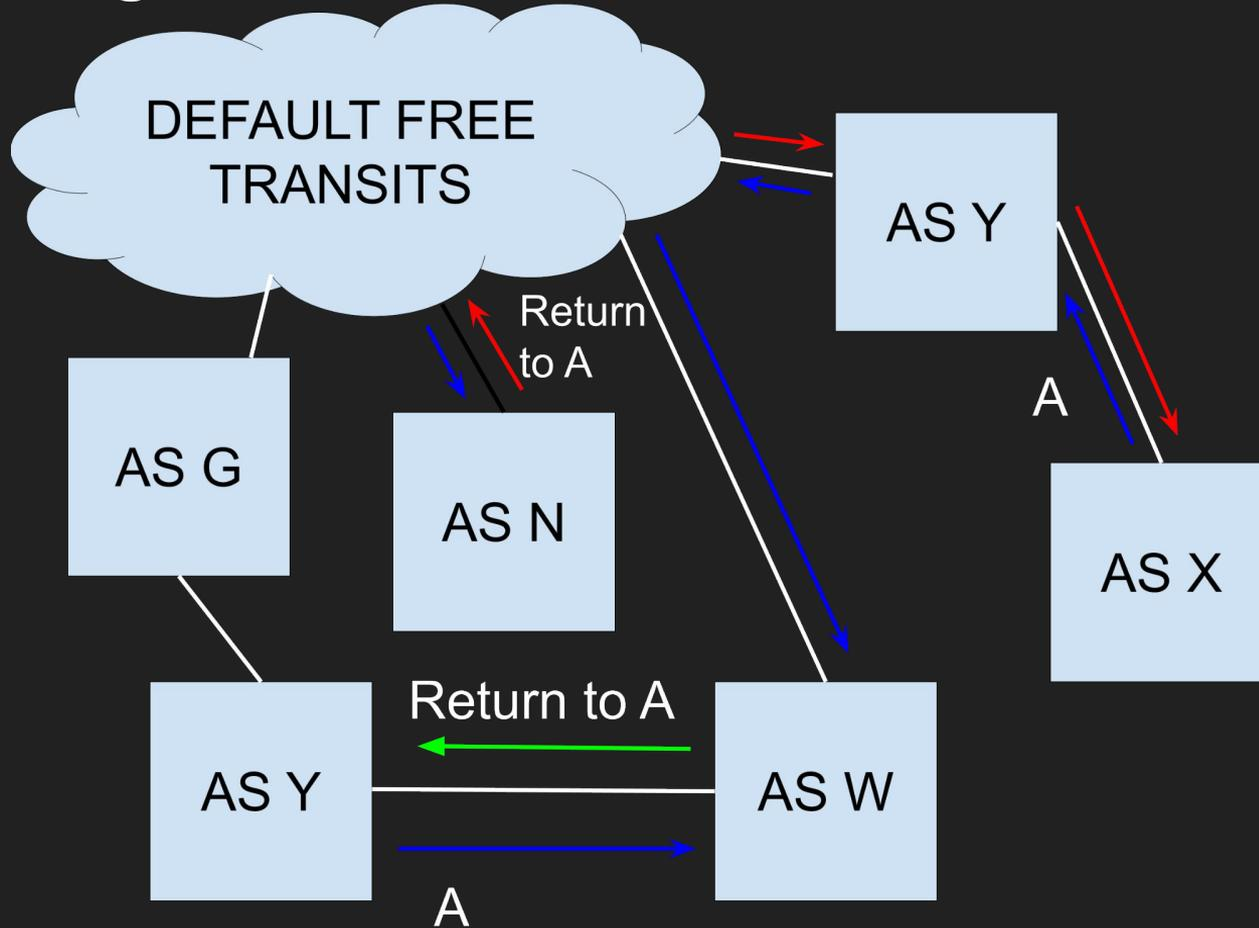 DEFAULT FREE
TRANSITS
AS Y
Return
to A
A
AS G
AS N
AS X
Return to A
AS Y
AS W
A